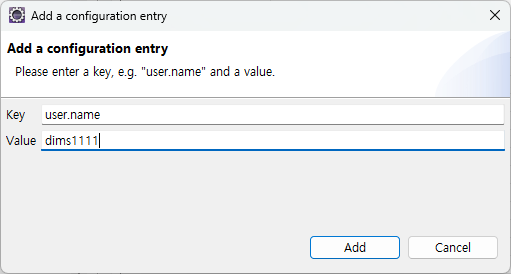 Add a configuration entry
Add a configuration entry
Please enter a key, e.g. "user.name" and a value.
Key user.name
Value dims1111
Add Cancel